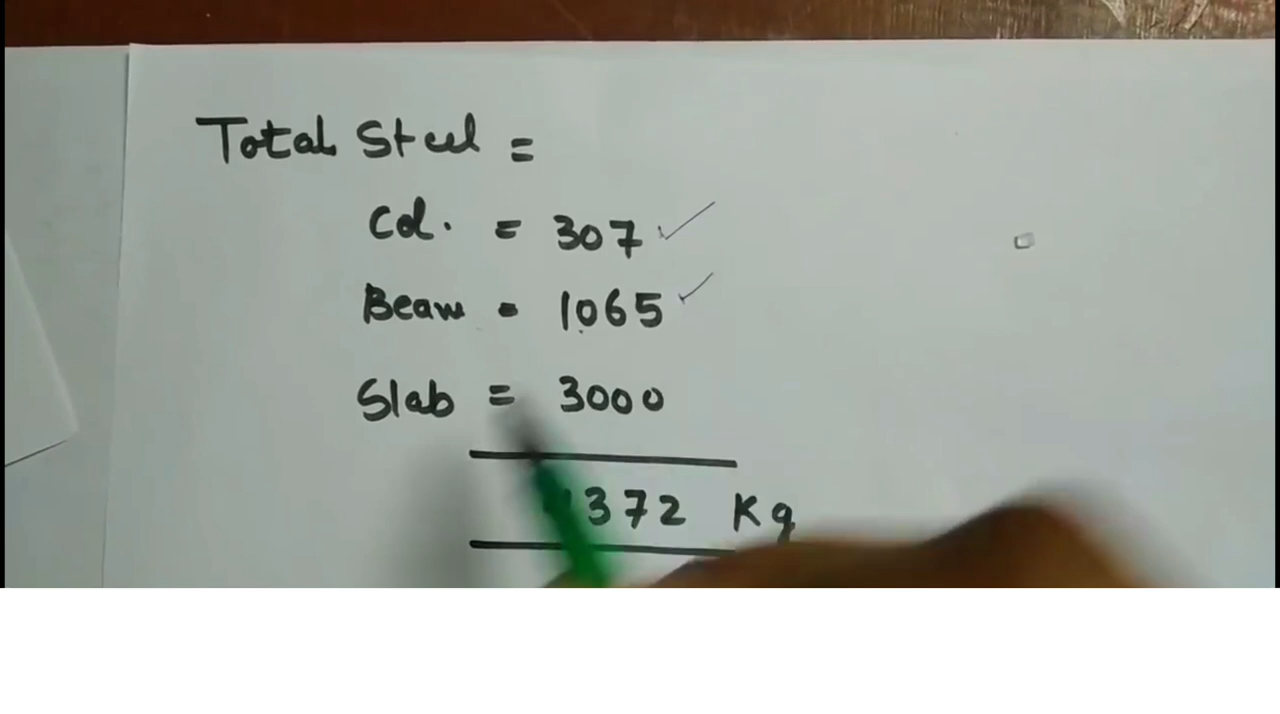 Total Steel =
Col. = 307 ✓
Beam = 1065 ✓
Slab = 3000
372 Kg